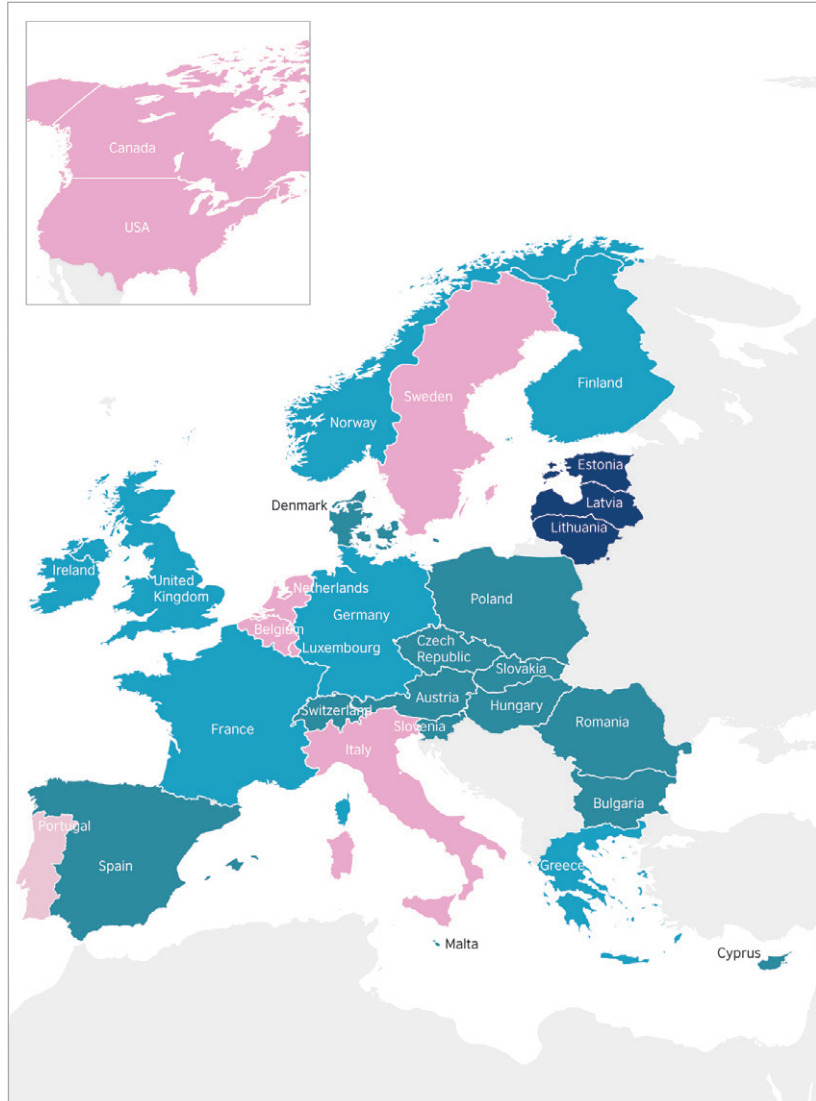 Canada
USA
Finland
Sweden
Norway
Estonia
Denmark
Latvia
Lithuania
Ireland
United
Kingdom
Netherlands
Poland
Germany
Belgium
Czech
Republic
Luxembourg
Slovakia
Austria
Hungary
Switzerland
Romania
Slovenia
France
Italy
Bulgaria
Portugal
Spain
Greece
Malta
Cyprus